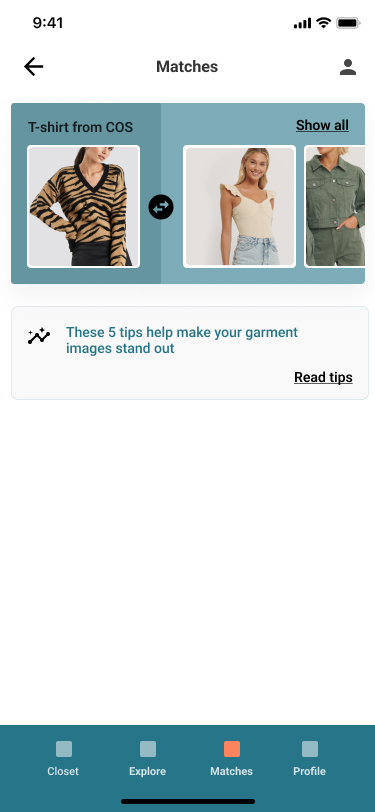 9:41
Matches
T-shirt from COS
Show all
These 5 tips help make your garment
images stand out
Read tips
Closet
Explore
Matches
Profile